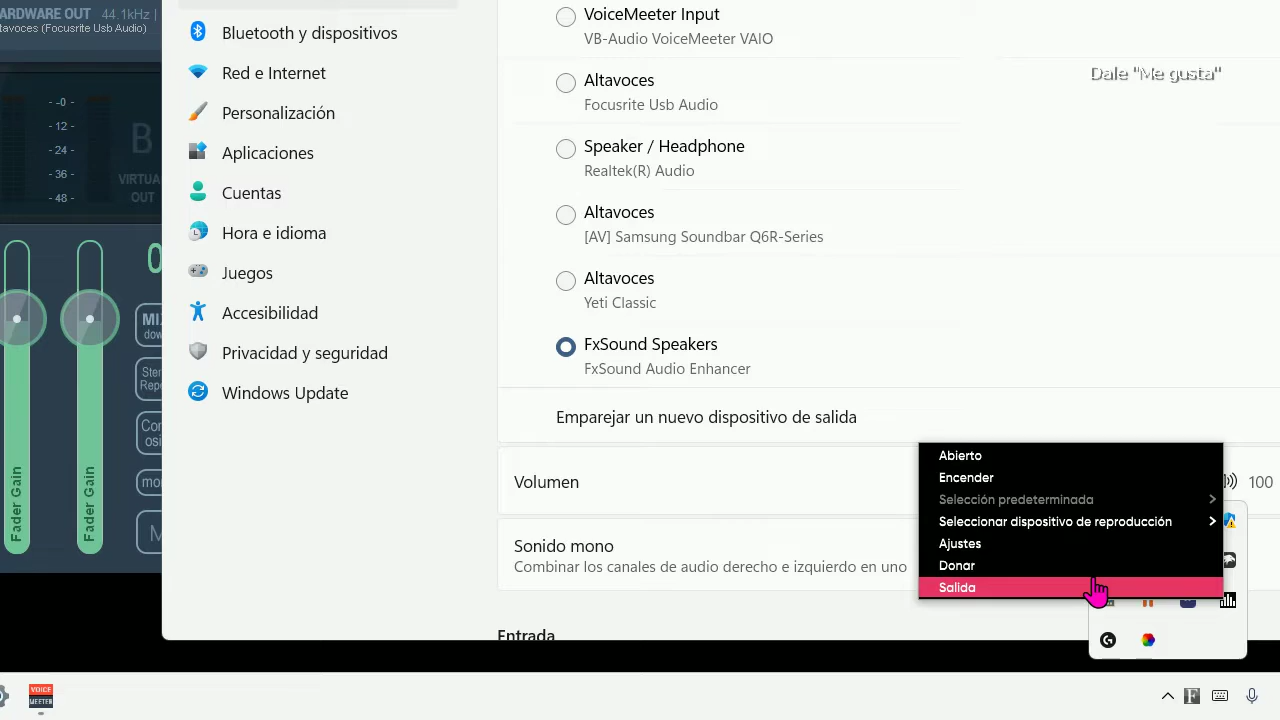 HARDWARE OUT 44.1kHz
tavoces (Focusrite Usb Audio)
-0
-12
-24
-36
-48
B
VIRTUAL
OUT
0
Fader Gain
Fader Gain
mo
M
Bluetooth y dispositivos
Red e Internet
Personalización
Aplicaciones
Cuentas
Hora e idioma
Juegos
Accesibilidad
Privacidad y seguridad
Windows Update
VoiceMeeter Input
VB-Audio VoiceMeeter VAIO
Altavoces
Focusrite Usb Audio
Speaker / Headphone
Realtek(R) Audio
Altavoces
[AV] Samsung Soundbar Q6R-Series
Altavoces
Yeti Classic
FxSound Speakers
FxSound Audio Enhancer
Emparejar un nuevo dispositivo de salida
Volumen
100
Sonido mono
Combinar los canales de audio derecho e izquierdo en uno
Entrada
Dale "Me gusta"
Abierto
Encender
Selección predeterminada
Seleccionar dispositivo de reproducción
Ajustes
Donar
Salida
VOICE
MEETER
F